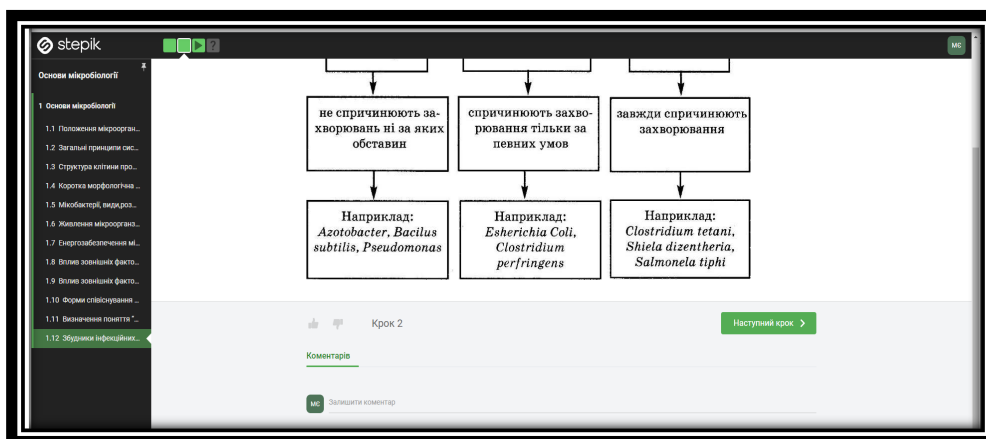 stepik
?
МЄ
Основи мікробіології
1 Основи мікробіології
1.1 Положення мікроорган...
1.2 Загальні принципи сис...
1.3 Структура клітини про...
1.4 Коротка морфологічна ...
1.5 Мікобактерії, види,роз...
1.6 Живлення мікроорганз...
1.7 Енергозабезпечення мі...
1.8 Вплив зовнішніх факто...
1.9 Вплив зовнішніх факто...
1.10 Форми співіснування ...
1.11 Визначення поняття "...
1.12 Збудники інфекційних...
не спричинюють за-
хворювань ні за яких
обставин
спричинюють захво-
рювання тільки за
певних умов
завжди спричинюють
захворювання
Наприклад:
Azotobacter, Bacilus
subtilis, Pseudomonas
Наприклад:
Esherichia Coli,
Clostridium
perfringens
Наприклад:
Clostridium tetani,
Shiela dizentheria,
Salmonela tiphi
Крок 2
Наступний крок
Коментарів
МЄ
Залишити коментар